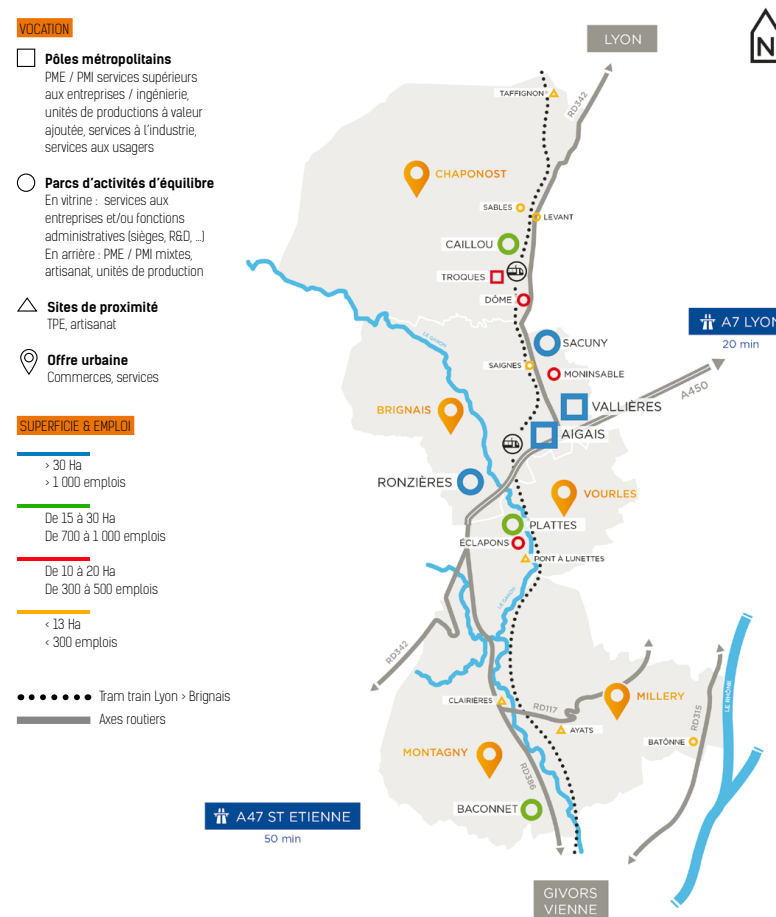 VOCATION
Pôles métropolitains
PME / PMI services supérieurs
aux entreprises / ingénierie,
unités de productions à valeur
ajoutée, services à l'industrie,
services aux usagers
Parcs d'activités d'équilibre
En vitrine : services aux
entreprises et/ou fonctions
administratives (sièges, R&D, ...)
En arrière : PME / PMI mixtes,
artisanat, unités de production
Sites de proximité
TPE, artisanat
Offre urbaine
Commerces, services
SUPERFICIE & EMPLOI
> 30 Ha
> 1 000 emplois
De 15 à 30 Ha
De 700 à 1 000 emplois
De 10 à 20 Ha
De 300 à 500 emplois
< 13 Ha
< 300 emplois
Tram train Lyon > Brignais
Axes routiers
N
LYON
TAFFIGNON
RD342
CHAPONOST
SABLES
LEVANT
CAILLOU
TROQUES
DÔME
LE GARON
A7 LYON
20 min
SACUNY
SAIGNES
MONINSABLE
A450
BRIGNAIS
VALLIÈRES
AIGAIS
RONZIÈRES
VOURLES
PLATTES
ÉCLAPONS
PONT À LUNETTES
LE GARON
RD342
CLAIRIÈRES
RD117
MILLERY
LE RHÔNE
RD315
AYATS
BATÔNNE
MONTAGNY
RD386
BACONNET
A47 ST ETIENNE
50 min
GIVORS
VIENNE